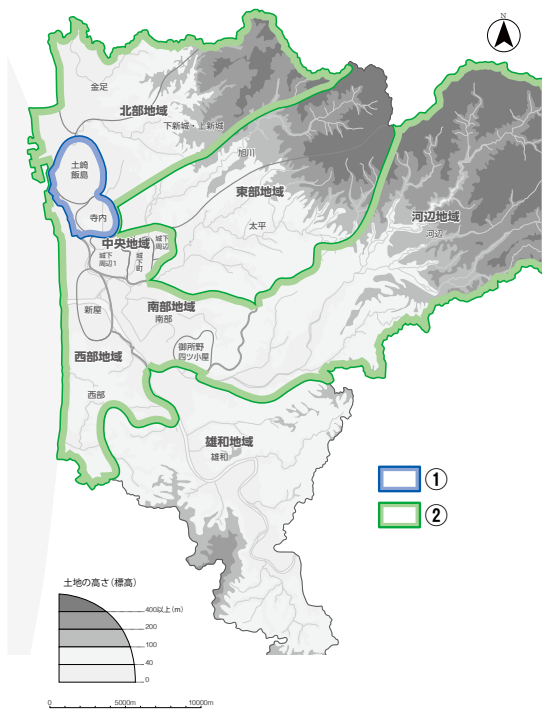 N
金足
北部地域
下新城・上新城
土崎
飯島
旭川
東部地域
寺内
太平
河辺地域
河辺
中央地域
城下
周辺
城下
周辺1
城下
町
新屋
南部地域
南部
御所野
四ツ小屋
西部地域
西部
雄和地域
雄和
①
②
土地の高さ(標高)
400以上(m)
200
100
40
0
0 5000m 10000m